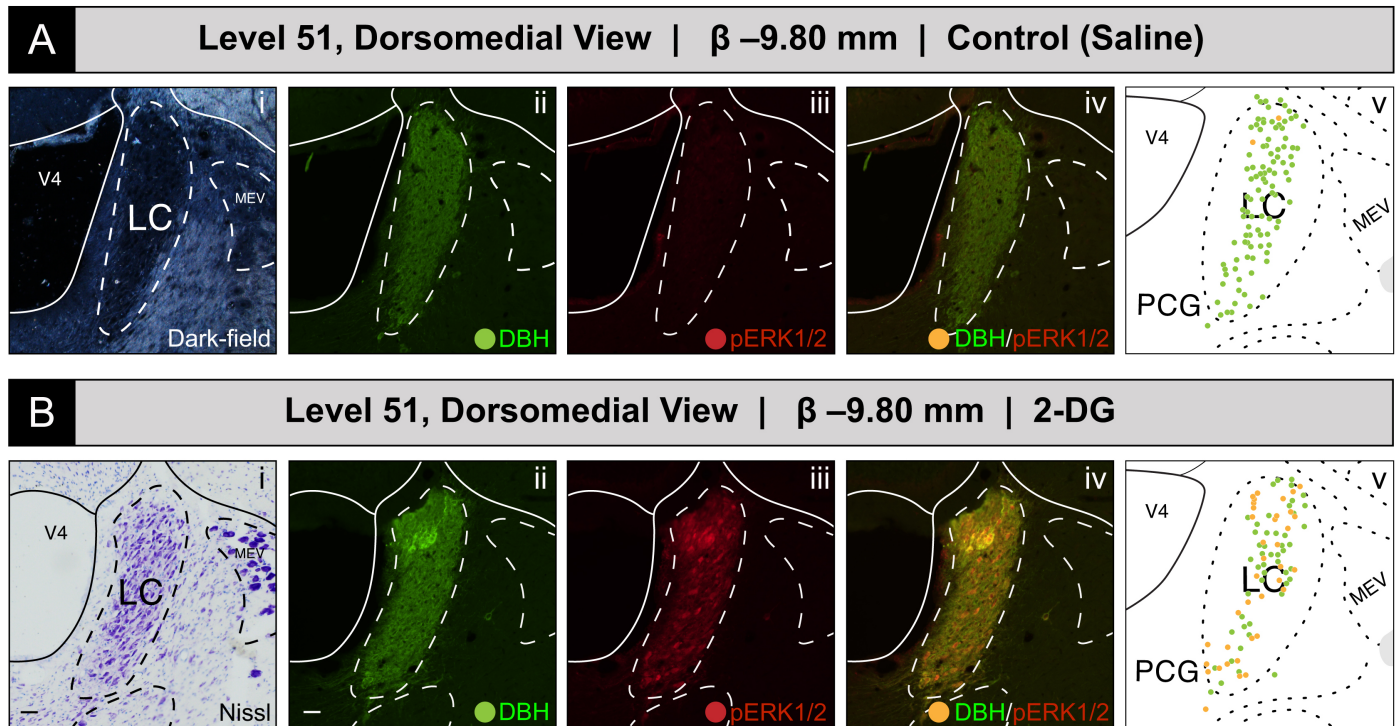 A
Level 51, Dorsomedial View | β –9.80 mm | Control (Saline)
i
V4
LC
MEV
Dark-field
ii
DBH
iii
pERK1/2
iv
DBH/pERK1/2
v
V4
LC
MEV
PCG
B
Level 51, Dorsomedial View | β –9.80 mm | 2-DG
i
V4
MEV
LC
Nissl
ii
DBH
iii
pERK1/2
iv
DBH/pERK1/2
v
V4
LC
MEV
PCG